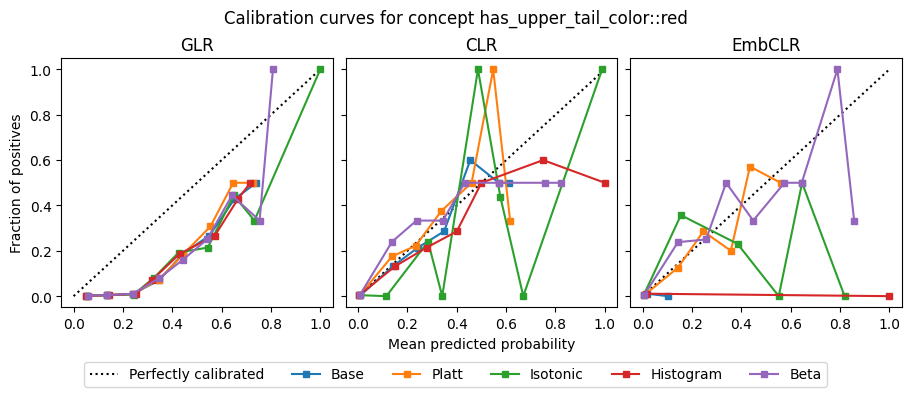 Calibration curves for concept has_upper_tail_color::red
GLR
CLR
EmbCLR
Fraction of positives
1.0
0.8
0.6
0.4
0.2
0.0
0.0 0.2 0.4 0.6 0.8 1.0
0.0 0.2 0.4 0.6 0.8 1.0
0.0 0.2 0.4 0.6 0.8 1.0
Mean predicted probability
Perfectly calibrated Base Platt Isotonic Histogram Beta